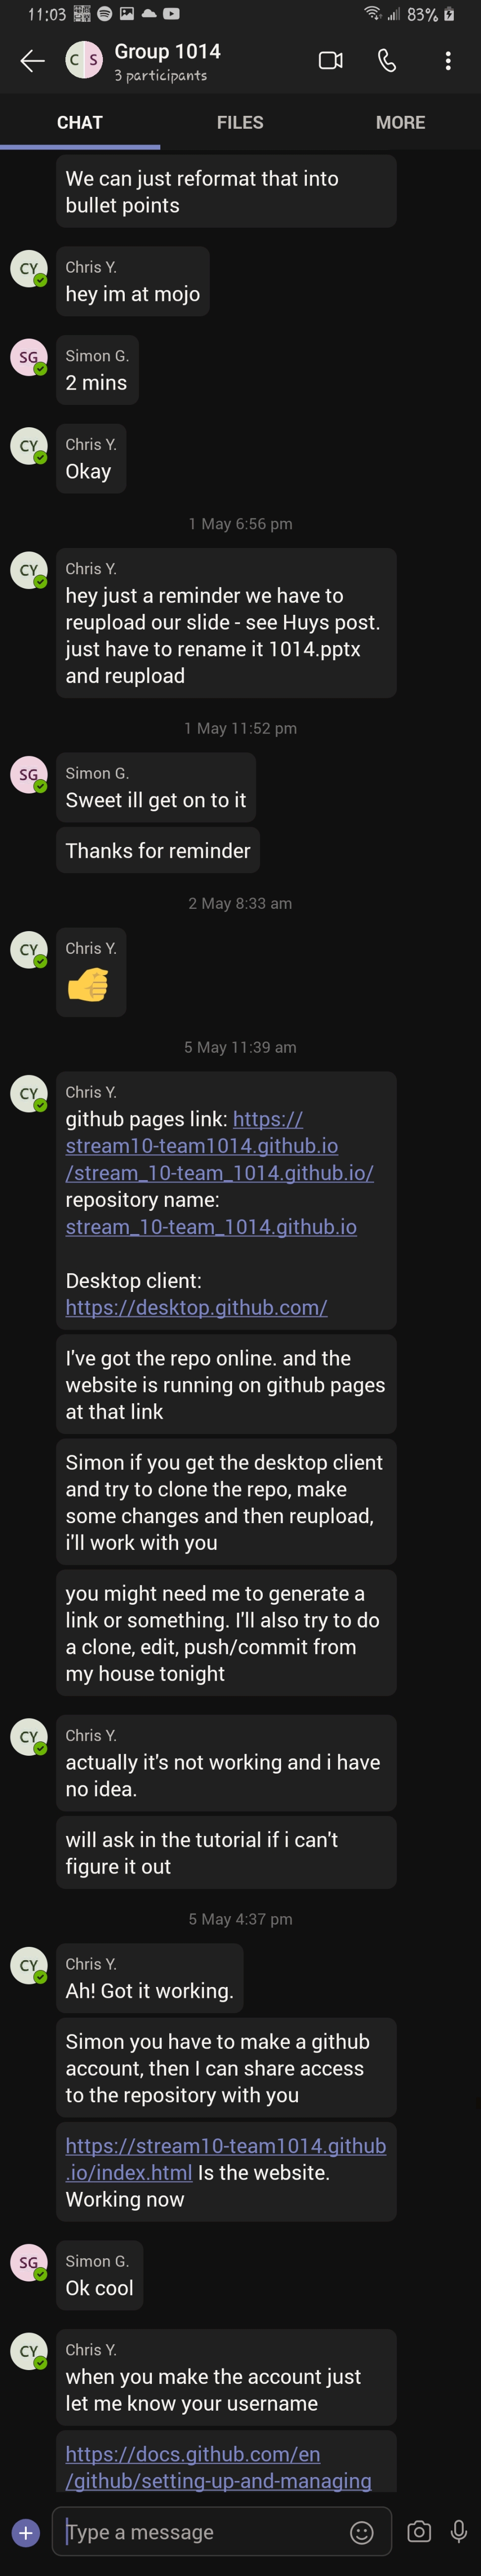 11:03
83%
C S
Group 1014
3 participants
CHAT
FILES
MORE
We can just reformat that into
bullet points
CY
Chris Y.
hey im at mojo
SG
Simon G.
2 mins
CY
Chris Y.
Okay
1 May 6:56 pm
CY
Chris Y.
hey just a reminder we have to
reupload our slide - see Huys post.
just have to rename it 1014.pptx
and reupload
1 May 11:52 pm
SG
Simon G.
Sweet ill get on to it
Thanks for reminder
2 May 8:33 am
CY
Chris Y.
5 May 11:39 am
CY
Chris Y.
github pages link: https://
stream10-team1014.github.io
/stream_10-team_1014.github.io/
repository name:
stream_10-team_1014.github.io
Desktop client:
https://desktop.github.com/
I've got the repo online. and the
website is running on github pages
at that link
Simon if you get the desktop client
and try to clone the repo, make
some changes and then reupload,
i'll work with you
you might need me to generate a
link or something. I'll also try to do
a clone, edit, push/commit from
my house tonight
CY
Chris Y.
actually it's not working and i have
no idea.
will ask in the tutorial if i can't
figure it out
5 May 4:37 pm
CY
Chris Y.
Ah! Got it working.
Simon you have to make a github
account, then I can share access
to the repository with you
https://stream10-team1014.github
.io/index.html Is the website.
Working now
SG
Simon G.
Ok cool
CY
Chris Y.
when you make the account just
let me know your username
https://docs.github.com/en
/github/setting-up-and-managing
Type a message